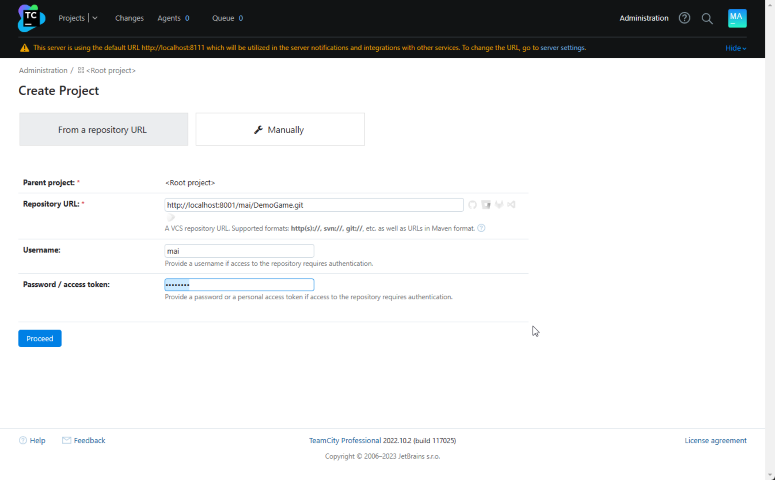 TC Projects Changes Agents 0 Queue 0 Administration MA
This server is using the default URL http://localhost:8111 which will be utilized in the server notifications and integrations with other services. To change the URL, go to server settings. Hide
Administration / <Root project>
Create Project
From a repository URL Manually
Parent project: * <Root project>
Repository URL: * http://localhost:8001/mai/DemoGame.git
A VCS repository URL. Supported formats: http(s)://, svn://, git://, etc. as well as URLs in Maven format.
Username: mai
Provide a username if access to the repository requires authentication.
Password / access token: ••••••••
Provide a password or a personal access token if access to the repository requires authentication.
Proceed
Help Feedback TeamCity Professional 2022.10.2 (build 117025) License agreement
Copyright © 2006–2023 JetBrains s.r.o.